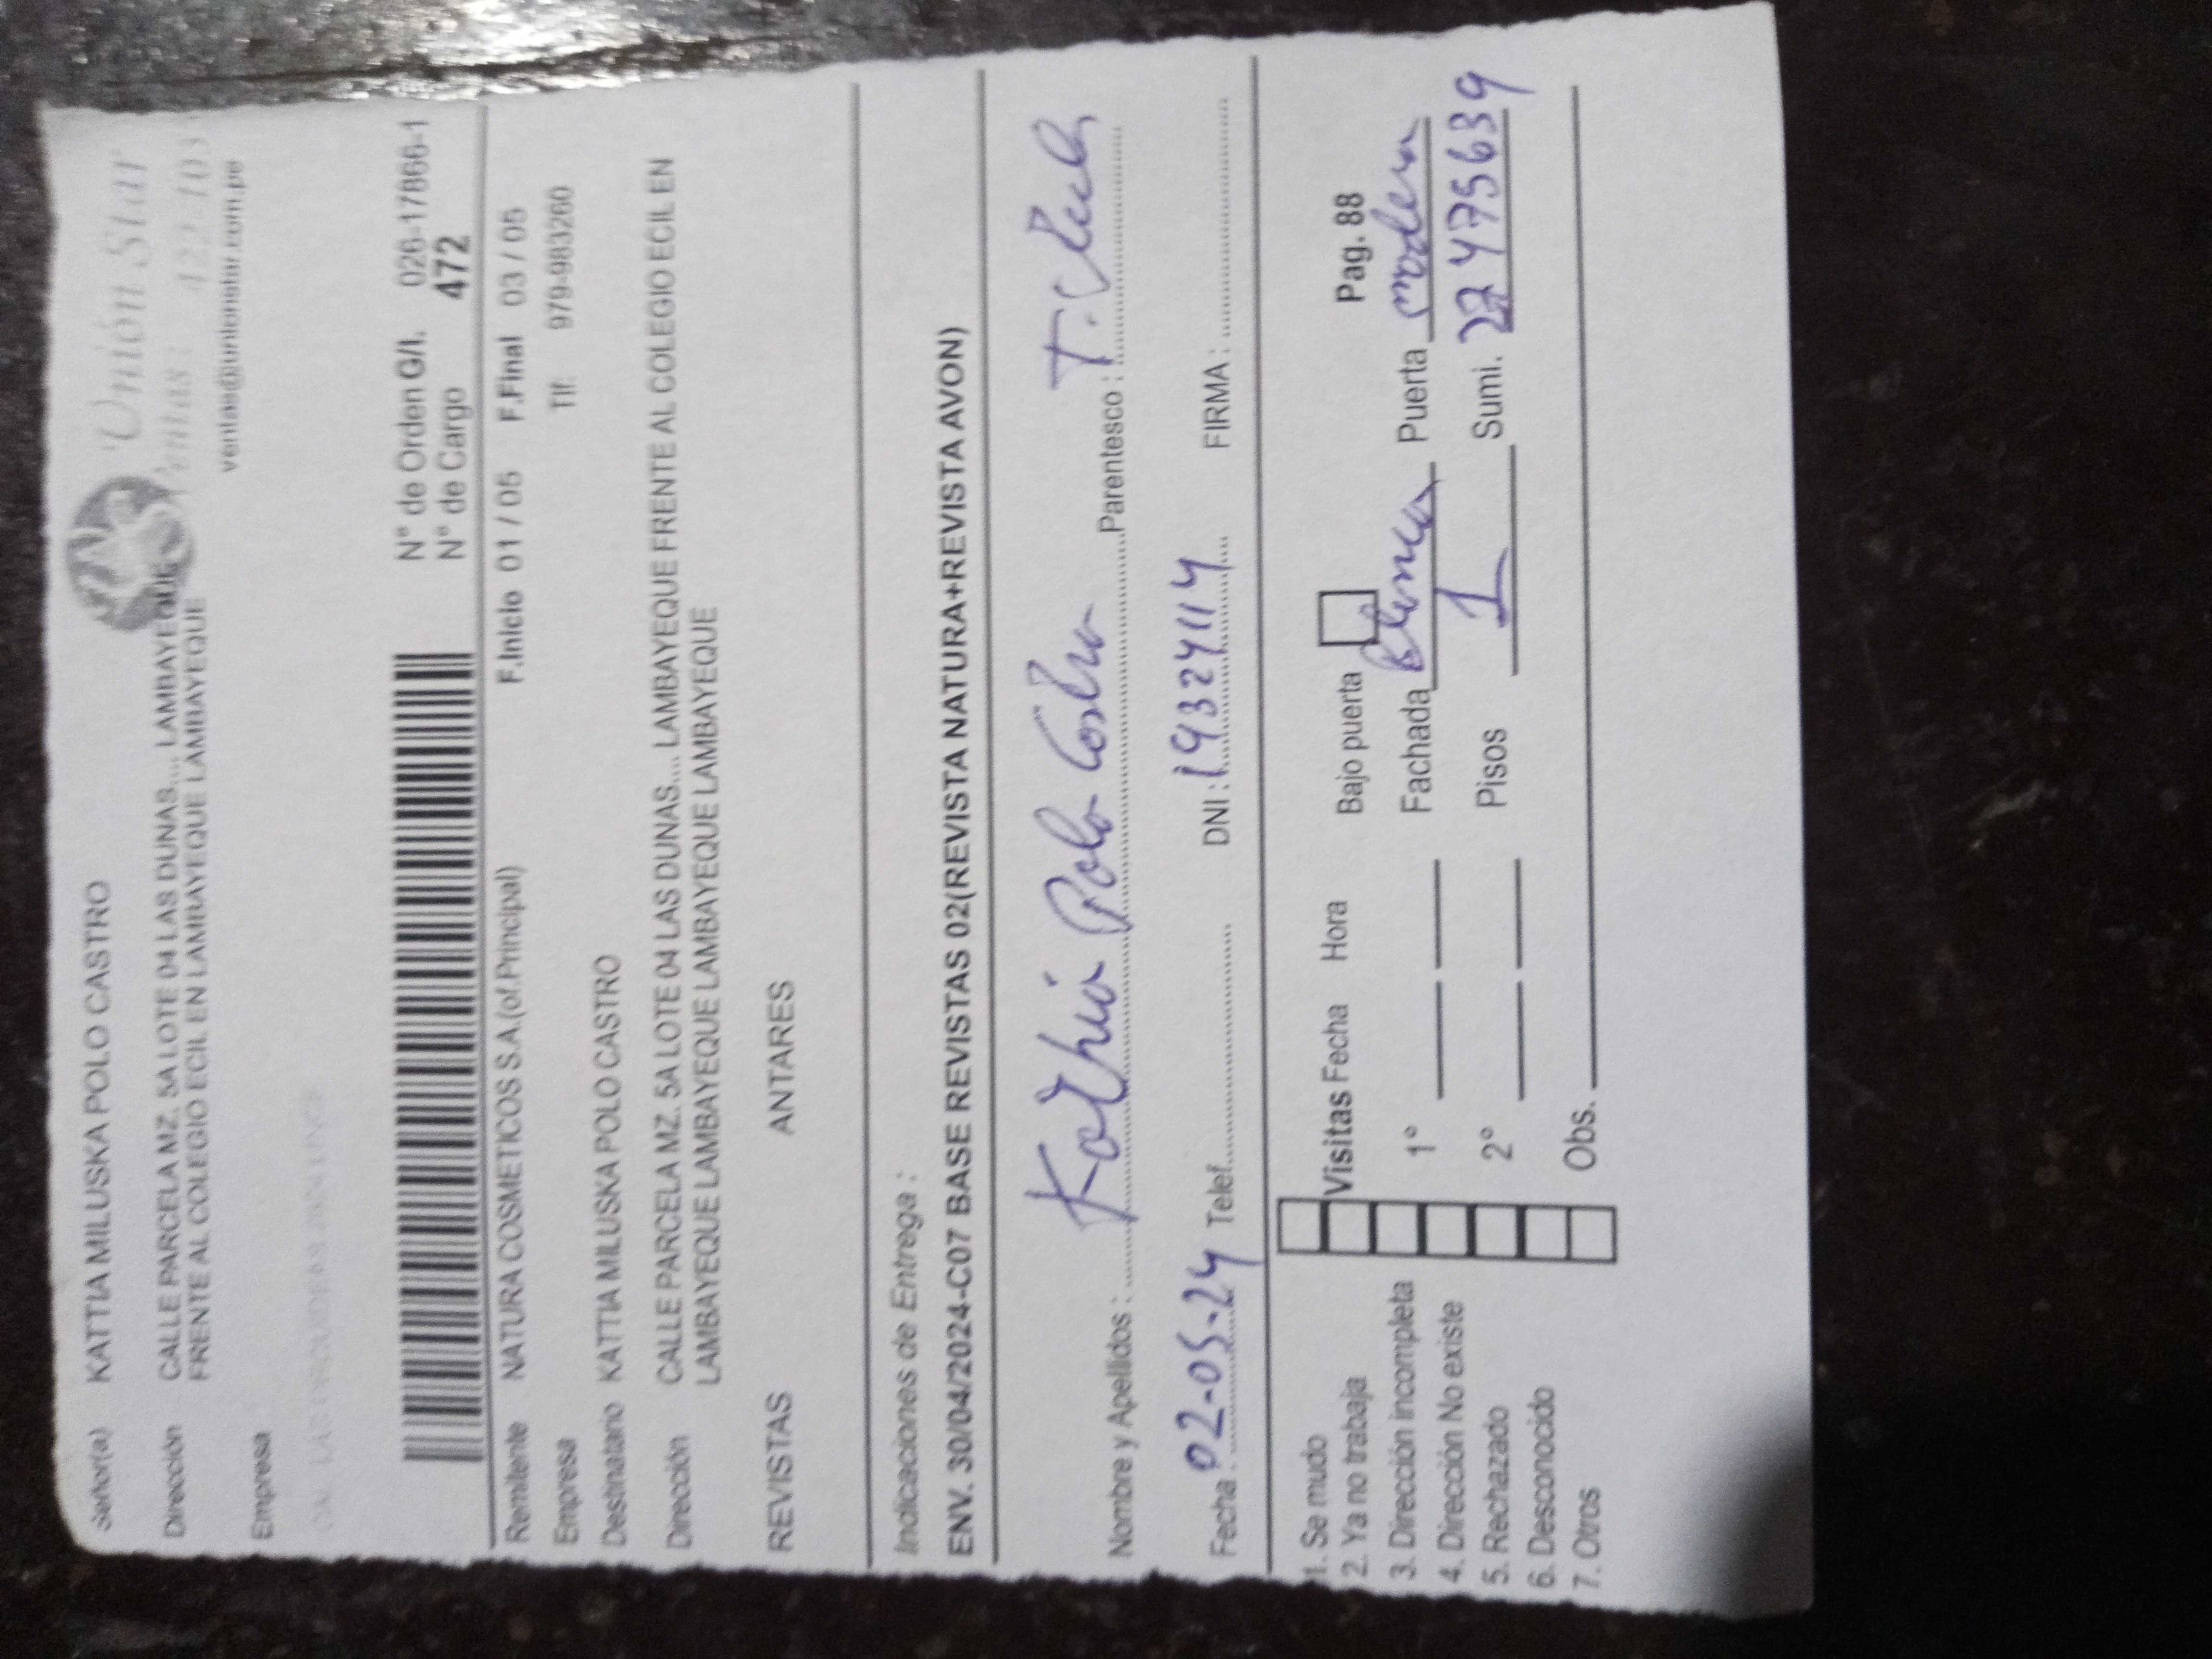 Unión Star
Señor(a) KATTIA MILUSKA POLO CASTRO
ventas@unionstar.com.pe
Dirección CALLE PARCELA MZ. 5A LOTE 04 LAS DUNAS.... LAMBAYEQUE
FRENTE AL COLEGIO ECIL EN LAMBAYEQUE LAMBAYEQUE
Empresa
N° de Orden G/I. 026-17866-1
N° de Cargo 472
Remitente NATURA COSMETICOS S.A.(of.Principal) F.Inicio 01 / 05 F.Final 03 / 05
Empresa Tlf: 979-983260
Destinatario KATTIA MILUSKA POLO CASTRO
Dirección CALLE PARCELA MZ. 5A LOTE 04 LAS DUNAS.... LAMBAYEQUE FRENTE AL COLEGIO ECIL EN
LAMBAYEQUE LAMBAYEQUE LAMBAYEQUE LAMBAYEQUE
REVISTAS ANTARES
Indicaciones de Entrega :
ENV. 30/04/2024-C07 BASE REVISTAS 02(REVISTA NATURA+REVISTA AVON)
Nombre y Apellidos : Kathia Polo Castro Parentesco :
Fecha : 02-05-24 Telef. DNI : 19324114 FIRMA :
1. Se mudo
2. Ya no trabaja Visitas Fecha Hora Bajo puerta Pag. 88
3. Dirección incompleta 1° Fachada Blanca Puerta madera
4. Dirección No existe
5. Rechazado 2° Pisos 1 Sumi. 22475639
6. Desconocido
7. Otros Obs.